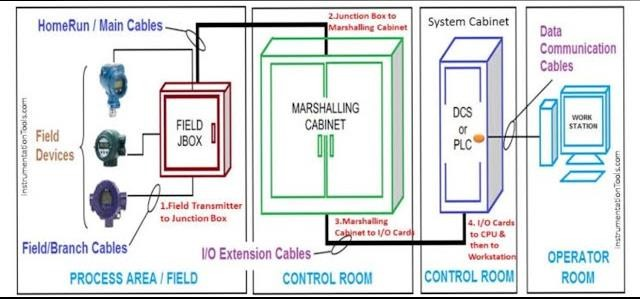 HomeRun / Main Cables
2.Junction Box to
Marshalling Cabinet
System Cabinet
Data
Communication
Cables
InstrumentationTools.com
Field
Devices
FIELD
JBOX
MARSHALLING
CABINET
DCS
or
PLC
WORK
STATION
InstrumentationTools.com
1.Field Transmitter
to Junction Box
Field/Branch Cables
3.Marshalling
Cabinet to I/O Cards
I/O Extension Cables
4. I/O Cards
to CPU &
then to
Workstation
PROCESS AREA / FIELD
CONTROL ROOM
CONTROL
ROOM
OPERATOR
ROOM